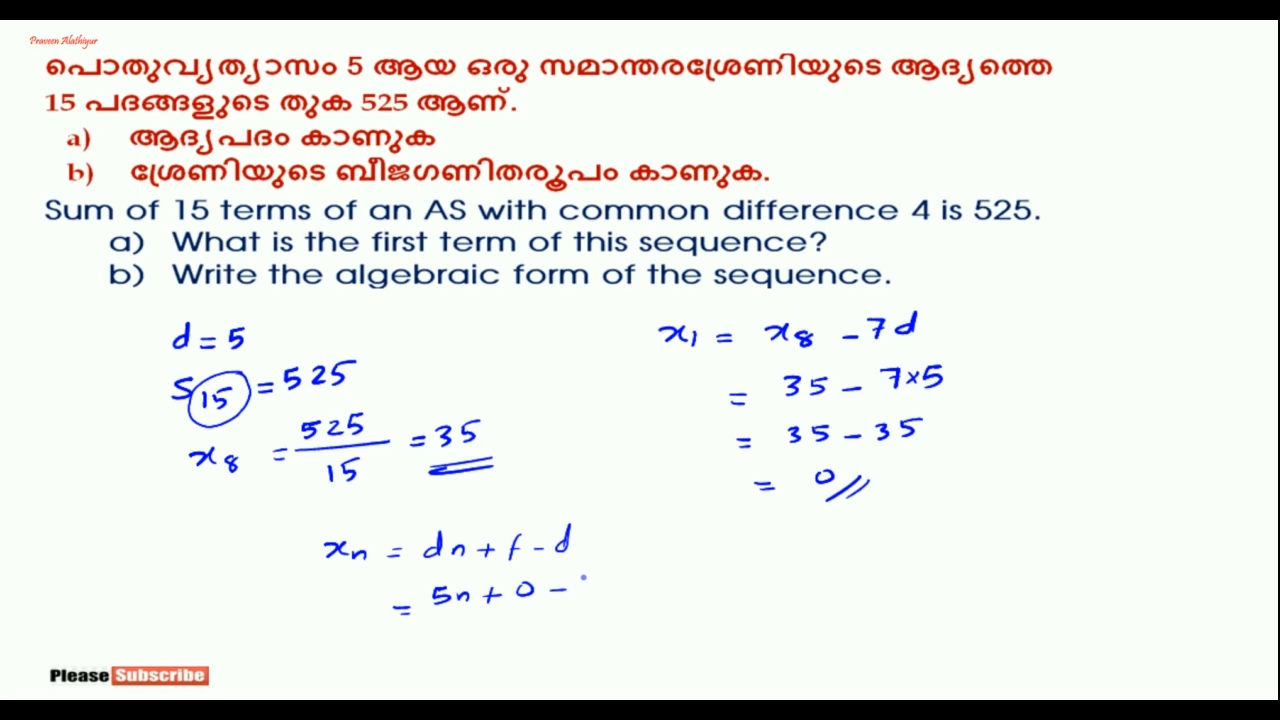 Praveen Alathiyur
പൊതുവ്യത്യാസം 5 ആയ ഒരു സമാന്തരശ്രേണിയുടെ ആദ്യത്തെ
15 പദങ്ങളുടെ തുക 525 ആണ്.
a) ആദ്യപദം കാണുക
b) ശ്രേണിയുടെ ബീജഗണിതരൂപം കാണുക.
Sum of 15 terms of an AS with common difference 4 is 525.
a) What is the first term of this sequence?
b) Write the algebraic form of the sequence.
d = 5
S₁₅ = 525
x₈ = 525/15 = 35
x₁ = x₈ - 7d
= 35 - 7×5
= 35 - 35
= 0
xₙ = dn + f - d
= 5n + 0 -
Please Subscribe